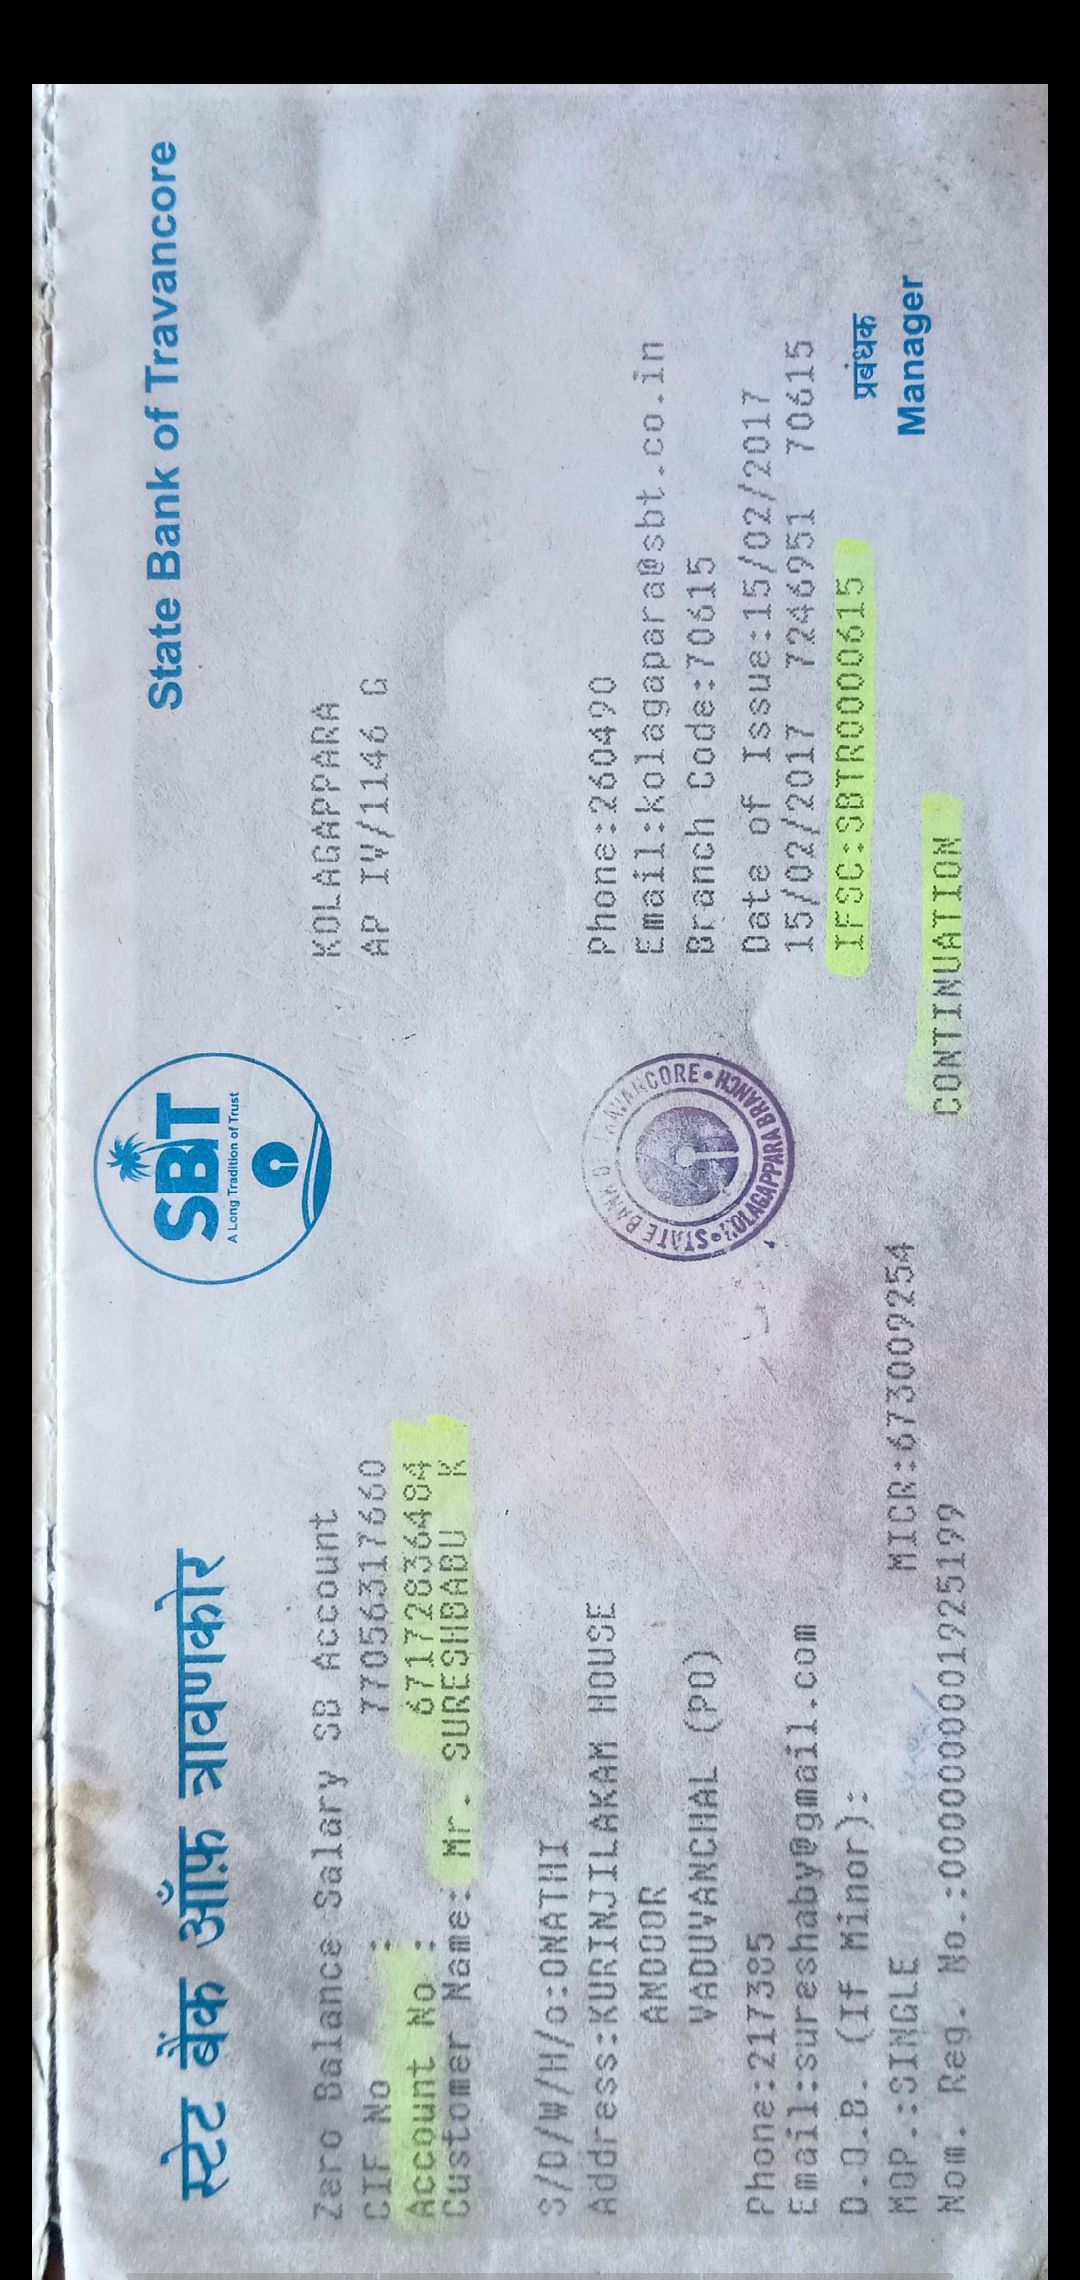 स्टेट बैंक ऑफ़ त्रावणकोर
SBT
A Long Tradition of Trust
State Bank of Travancore
Zero Balance Salary SB Account
CIF No : 77056317660
Account No : 67172836484
Customer Name: Mr. SURESHBABU K
S/D/W/H/o:ONATHI
Address:KURINJILAKAM HOUSE
ANDOOR
VADUVANCHAL (PO)
Phone:217385
Email:sureshaby@gmail.com
D.O.B. (If Minor):
MOP.:SINGLE
MICR:673009254
Nom. Reg. No.:0000000001925199
KOLAGAPPARA
AP IV/1146 G
Phone:260490
Email:kolagapara@sbt.co.in
Branch Code:70615
Date of Issue:15/02/2017
15/02/2017 7246951 70615
IFSC:SBTR0000615
CONTINUATION
प्रबंधक
Manager
STATE BANK OF TRAVANCORE • KOLAGAPPARA BRANCH •